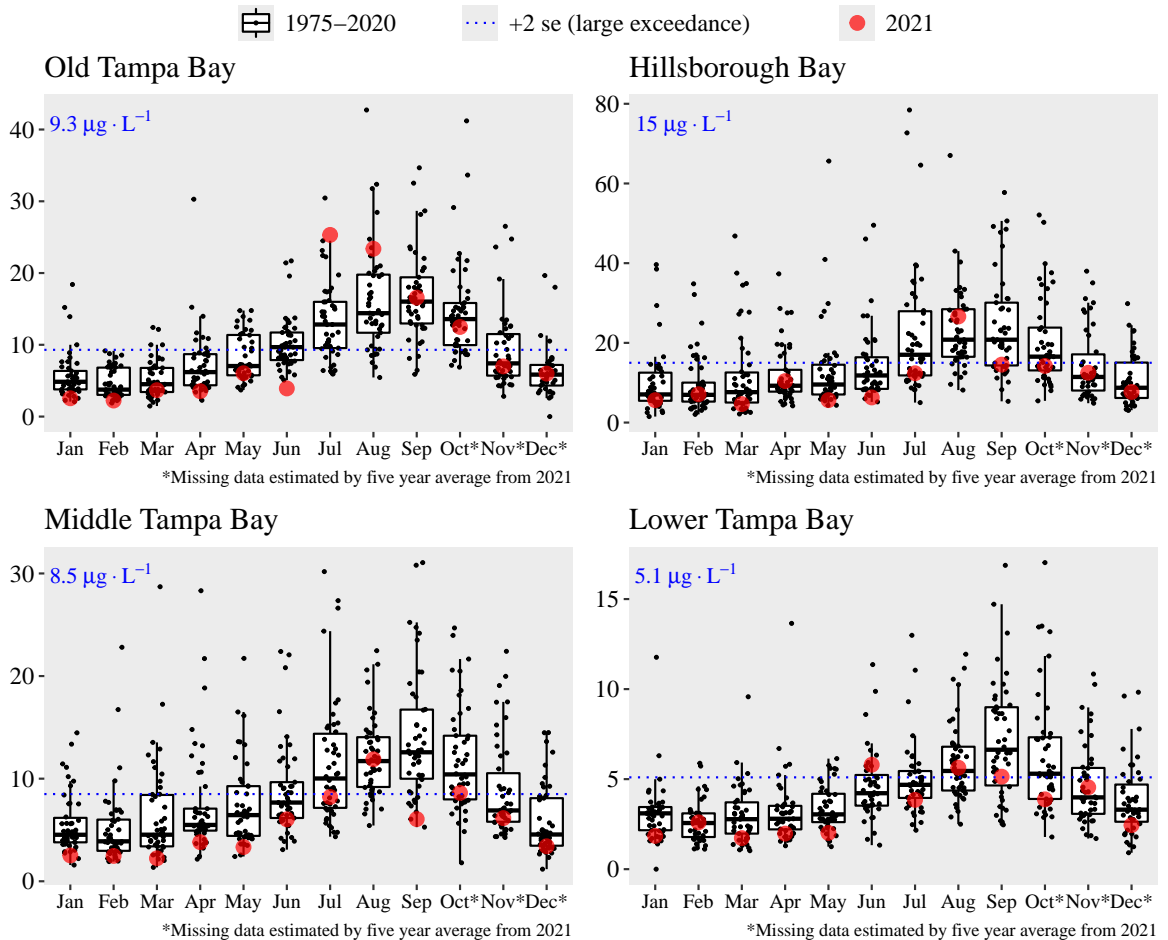 1975–2020 +2 se (large exceedance) 2021
Old Tampa Bay
9.3 μg · L⁻¹
40
30
20
10
0
Jan Feb Mar Apr May Jun Jul Aug Sep Oct* Nov* Dec*
*Missing data estimated by five year average from 2021
Hillsborough Bay
15 μg · L⁻¹
80
60
40
20
0
Jan Feb Mar Apr May Jun Jul Aug Sep Oct* Nov* Dec*
*Missing data estimated by five year average from 2021
Middle Tampa Bay
8.5 μg · L⁻¹
30
20
10
0
Jan Feb Mar Apr May Jun Jul Aug Sep Oct* Nov* Dec*
*Missing data estimated by five year average from 2021
Lower Tampa Bay
5.1 μg · L⁻¹
15
10
5
0
Jan Feb Mar Apr May Jun Jul Aug Sep Oct* Nov* Dec*
*Missing data estimated by five year average from 2021